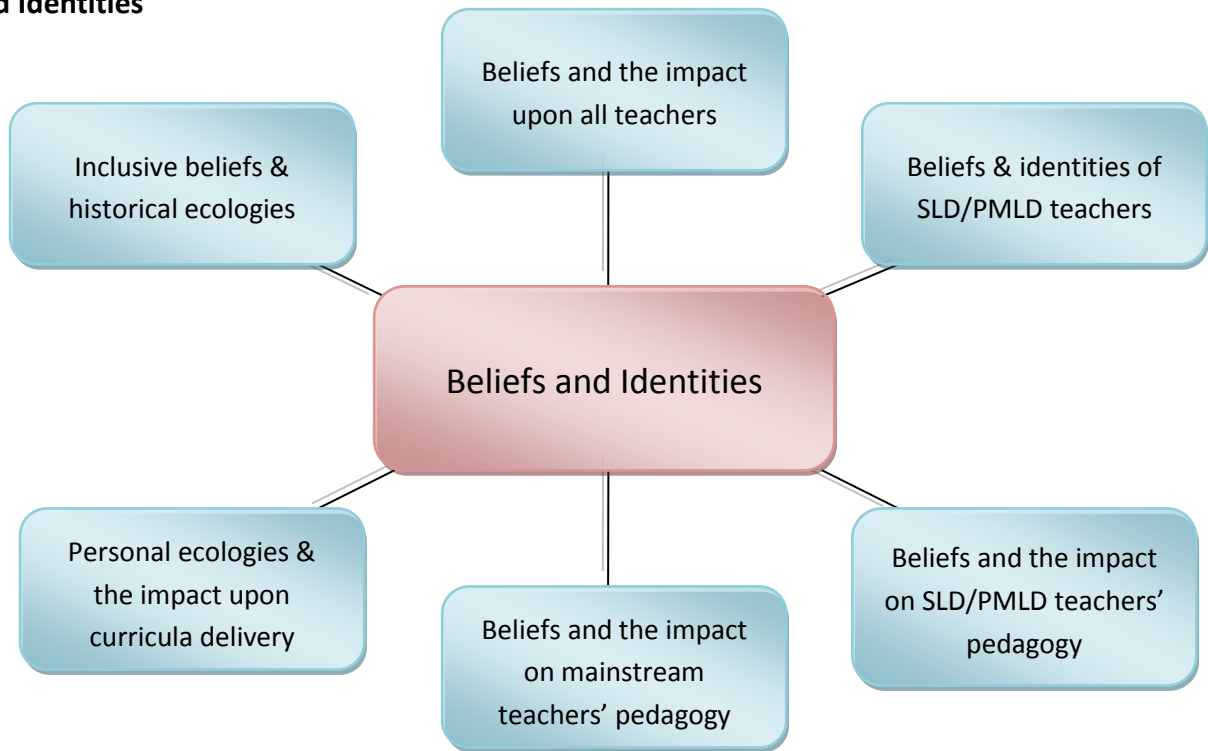 d Identities
Beliefs and the impact
upon all teachers
Inclusive beliefs &
historical ecologies
Beliefs & identities of
SLD/PMLD teachers
Beliefs and Identities
Personal ecologies &
the impact upon
curricula delivery
Beliefs and the impact
on mainstream
teachers’ pedagogy
Beliefs and the impact
on SLD/PMLD teachers’
pedagogy